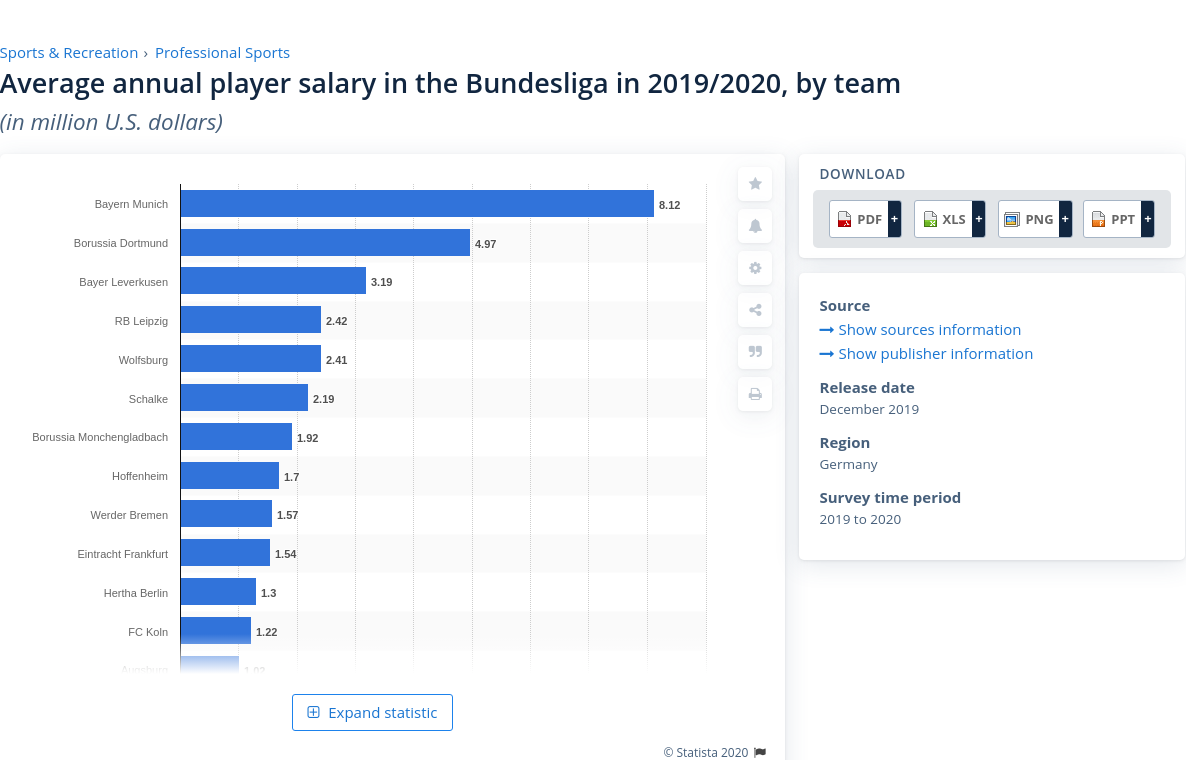 Sports & Recreation › Professional Sports
Average annual player salary in the Bundesliga in 2019/2020, by team
(in million U.S. dollars)
Bayern Munich 8.12
Borussia Dortmund 4.97
Bayer Leverkusen 3.19
RB Leipzig 2.42
Wolfsburg 2.41
Schalke 2.19
Borussia Monchengladbach 1.92
Hoffenheim 1.7
Werder Bremen 1.57
Eintracht Frankfurt 1.54
Hertha Berlin 1.3
FC Koln 1.22
Augsburg
Expand statistic
© Statista 2020
DOWNLOAD
PDF + XLS + PNG + PPT +
Source
Show sources information
Show publisher information
Release date
December 2019
Region
Germany
Survey time period
2019 to 2020